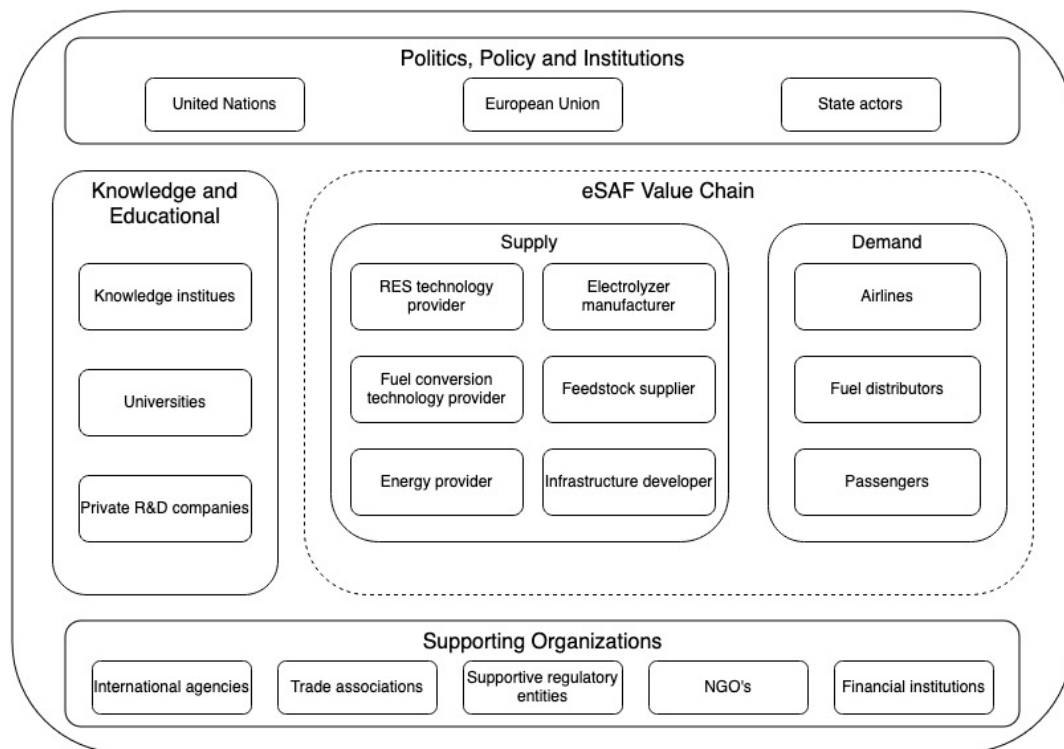 Politics, Policy and Institutions
United Nations
European Union
State actors
Knowledge and
Educational
Knowledge institues
Universities
Private R&D companies
eSAF Value Chain
Supply
RES technology
provider
Electrolyzer
manufacturer
Fuel conversion
technology provider
Feedstock supplier
Energy provider
Infrastructure developer
Demand
Airlines
Fuel distributors
Passengers
Supporting Organizations
International agencies
Trade associations
Supportive regulatory
entities
NGO's
Financial institutions